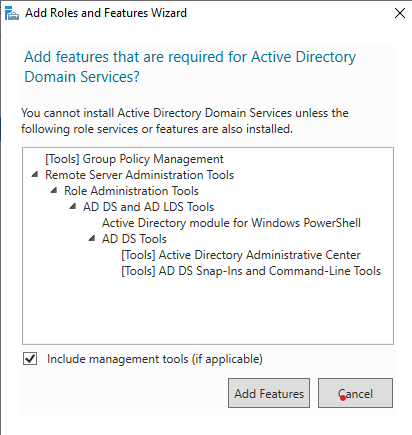 Add Roles and Features Wizard
Add features that are required for Active Directory
Domain Services?
You cannot install Active Directory Domain Services unless the
following role services or features are also installed.
[Tools] Group Policy Management
Remote Server Administration Tools
Role Administration Tools
AD DS and AD LDS Tools
Active Directory module for Windows PowerShell
AD DS Tools
[Tools] Active Directory Administrative Center
[Tools] AD DS Snap-Ins and Command-Line Tools
Include management tools (if applicable)
Add Features
Cancel